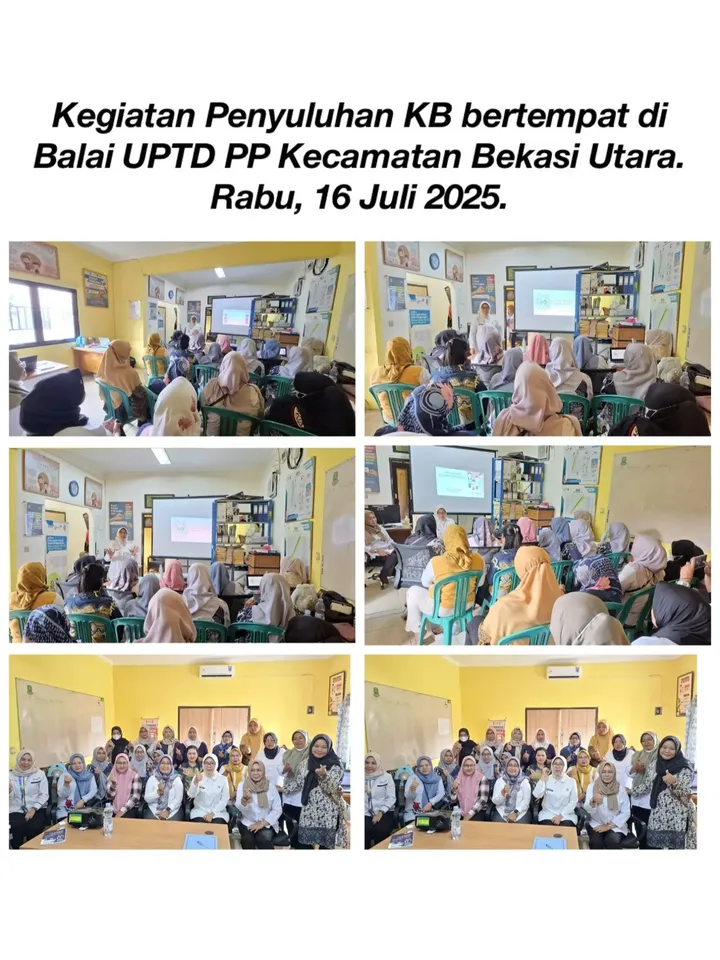 Kegiatan Penyuluhan KB bertempat di
Balai UPTD PP Kecamatan Bekasi Utara.
Rabu, 16 Juli 2025.